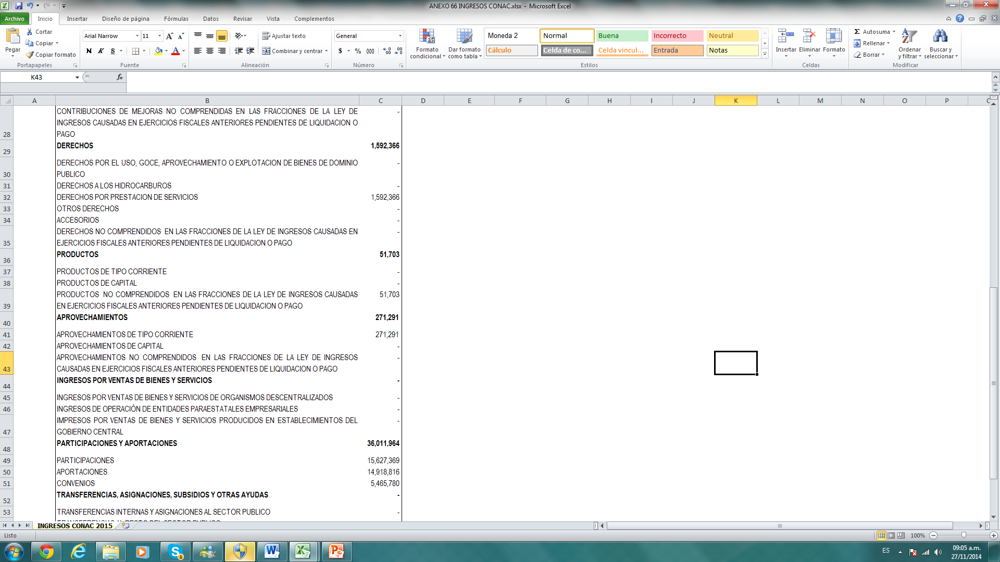 ANEXO 66 INGRESOS CONAC.xlsx - Microsoft Excel
Archivo Inicio Insertar Diseño de página Fórmulas Datos Revisar Vista Complementos
Pegar Cortar Copiar Copiar formato Portapapeles
Arial Narrow 11 N K S Fuente
Ajustar texto Combinar y centrar Alineación
General $ % 000 Número
Formato condicional Dar formato como tabla
Moneda 2 Normal Buena Incorrecto Neutral
Cálculo Celda de co... Celda vincul... Entrada Notas
Estilos
Insertar Eliminar Formato Celdas
Autosuma Rellenar Borrar Ordenar y filtrar Buscar y seleccionar Modificar
K43 fx
A B C D E F G H I J K L M N O P
CONTRIBUCIONES DE MEJORAS NO COMPRENDIDAS EN LAS FRACCIONES DE LA LEY DE -
INGRESOS CAUSADAS EN EJERCICIOS FISCALES ANTERIORES PENDIENTES DE LIQUIDACION O
28 PAGO
29 DERECHOS 1,592,366
DERECHOS POR EL USO, GOCE, APROVECHAMIENTO O EXPLOTACION DE BIENES DE DOMINIO -
30 PUBLICO
31 DERECHOS A LOS HIDROCARBUROS -
32 DERECHOS POR PRESTACION DE SERVICIOS 1,592,366
33 OTROS DERECHOS -
34 ACCESORIOS -
DERECHOS NO COMPRENDIDOS EN LAS FRACCIONES DE LA LEY DE INGRESOS CAUSADAS EN -
35 EJERCICIOS FISCALES ANTERIORES PENDIENTES DE LIQUIDACION O PAGO
36 PRODUCTOS 51,703
37 PRODUCTOS DE TIPO CORRIENTE -
38 PRODUCTOS DE CAPITAL -
PRODUCTOS NO COMPRENDIDOS EN LAS FRACCIONES DE LA LEY DE INGRESOS CAUSADAS 51,703
39 EN EJERCICIOS FISCALES ANTERIORES PENDIENTES DE LIQUIDACION O PAGO
40 APROVECHAMIENTOS 271,291
41 APROVECHAMIENTOS DE TIPO CORRIENTE 271,291
42 APROVECHAMIENTOS DE CAPITAL -
APROVECHAMIENTOS NO COMPRENDIDOS EN LAS FRACCIONES DE LA LEY DE INGRESOS -
43 CAUSADAS EN EJERCICIOS FISCALES ANTERIORES PENDIENTES DE LIQUIDACION O PAGO
44 INGRESOS POR VENTAS DE BIENES Y SERVICIOS -
45 INGRESOS POR VENTAS DE BIENES Y SERVICIOS DE ORGANISMOS DESCENTRALIZADOS -
46 INGRESOS DE OPERACIÓN DE ENTIDADES PARAESTATALES EMPRESARIALES -
IMPRESOS POR VENTAS DE BIENES Y SERVICIOS PRODUCIDOS EN ESTABLECIMIENTOS DEL -
47 GOBIERNO CENTRAL
48 PARTICIPACIONES Y APORTACIONES 36,011,964
49 PARTICIPACIONES 15,627,369
50 APORTACIONES 14,918,816
51 CONVENIOS 5,465,780
52 TRANSFERENCIAS, ASIGNACIONES, SUBSIDIOS Y OTRAS AYUDAS -
53 TRANSFERENCIAS INTERNAS Y ASIGNACIONES AL SECTOR PUBLICO -
TRANSFERENCIAS AL RESTO DEL SECTOR PUBLICO
INGRESOS CONAC 2015
Listo 100%
ES 09:05 a.m.
27/11/2014